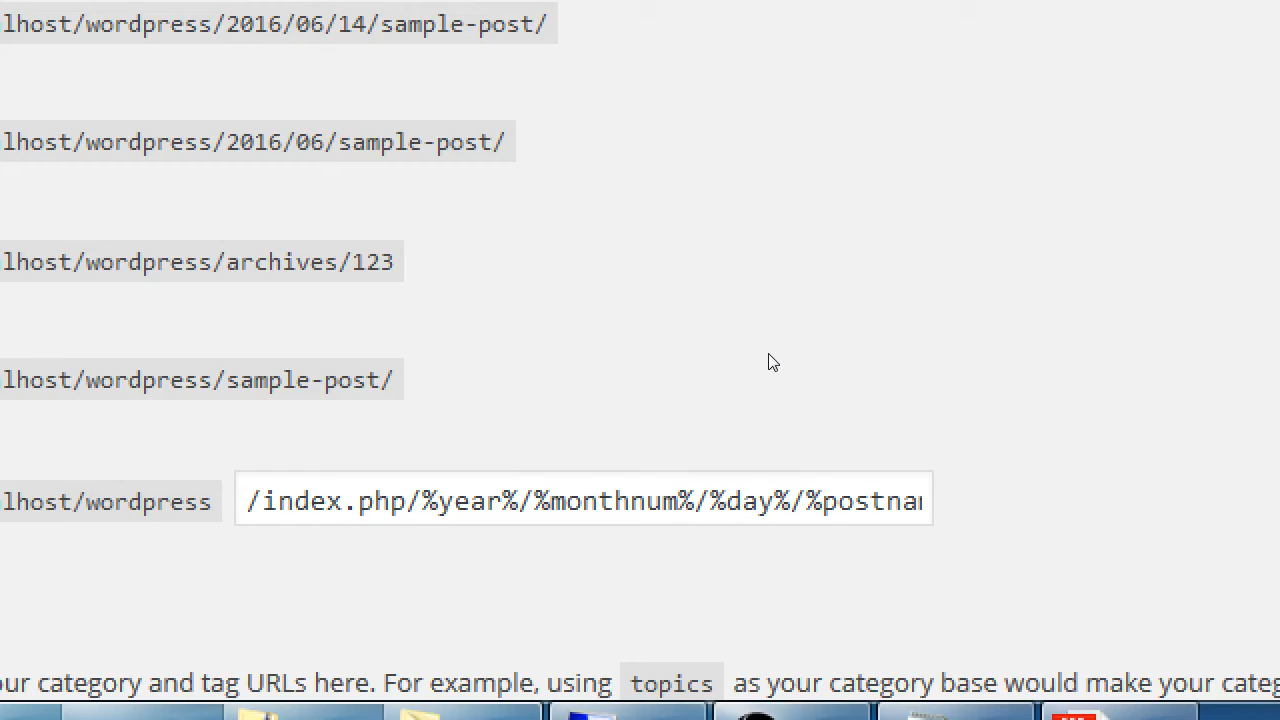 lhost/wordpress/2016/06/14/sample-post/
lhost/wordpress/2016/06/sample-post/
lhost/wordpress/archives/123
lhost/wordpress/sample-post/
lhost/wordpress /index.php/%year%/%monthnum%/%day%/%postnam
our category and tag URLs here. For example, using topics as your category base would make your categ